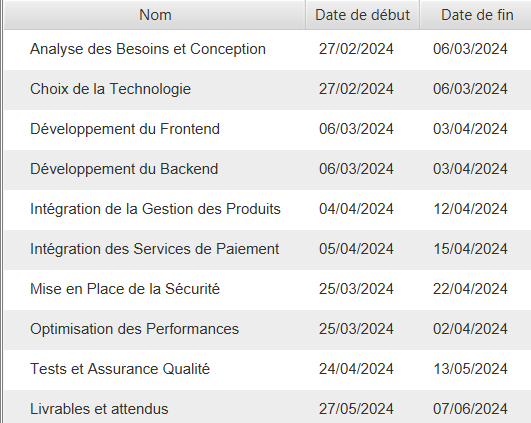 Nom Date de début Date de fin
Analyse des Besoins et Conception 27/02/2024 06/03/2024
Choix de la Technologie 27/02/2024 06/03/2024
Développement du Frontend 06/03/2024 03/04/2024
Développement du Backend 06/03/2024 03/04/2024
Intégration de la Gestion des Produits 04/04/2024 12/04/2024
Intégration des Services de Paiement 05/04/2024 15/04/2024
Mise en Place de la Sécurité 25/03/2024 22/04/2024
Optimisation des Performances 25/03/2024 02/04/2024
Tests et Assurance Qualité 24/04/2024 13/05/2024
Livrables et attendus 27/05/2024 07/06/2024